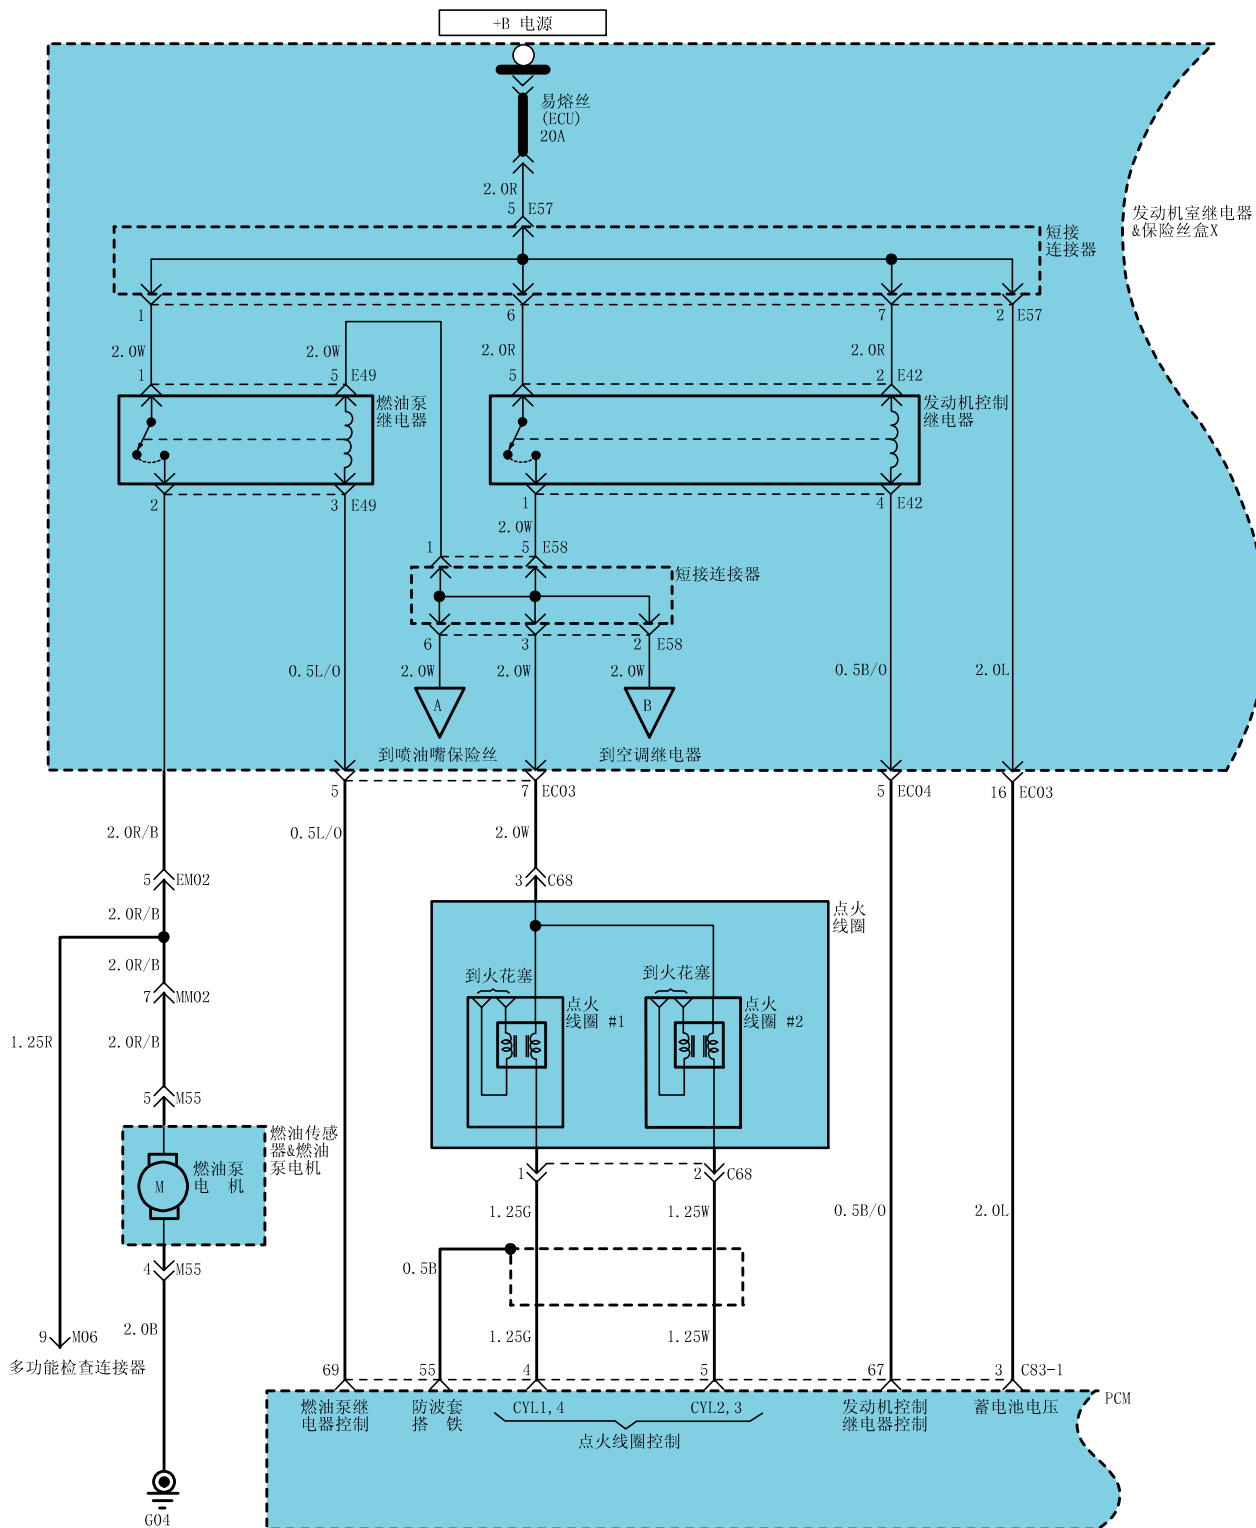 +B 电源
易熔丝
(ECU)
20A
2.0R
5 E57
发动机室继电器
&保险丝盒X
短接
连接器
1 6 7 2 E57
2.0W 2.0W 2.0R 2.0R
1 5 E49 5 2 E42
燃油泵
继电器
发动机控制
继电器
2 3 E49 1 4 E42
2.0W
1 5 E58
短接连接器
6 3 2 E58
0.5L/O 2.0W 2.0W 2.0W 0.5B/O 2.0L
A B
到喷油嘴保险丝 到空调继电器
5 7 EC03 5 EC04 16 EC03
2.0R/B 0.5L/O 2.0W
5 EM02 3 C68
2.0R/B
点火
线圈
2.0R/B
到火花塞 到火花塞
7 MM02
点火
线圈 #1
点火
线圈 #2
1.25R 2.0R/B
5 M55
燃油传感
器&燃油
泵电机
M
燃油泵
电 机
1 2 C68
1.25G 1.25W 0.5B/O 2.0L
4 M55 0.5B
2.0B
1.25G 1.25W
9 M06
多功能检查连接器
69 55 4 5 67 3 C83-1
PCM
燃油泵继
电器控制
防波套
搭 铁
CYL1,4 CYL2,3
点火线圈控制
发动机控制
继电器控制
蓄电池电压
G04